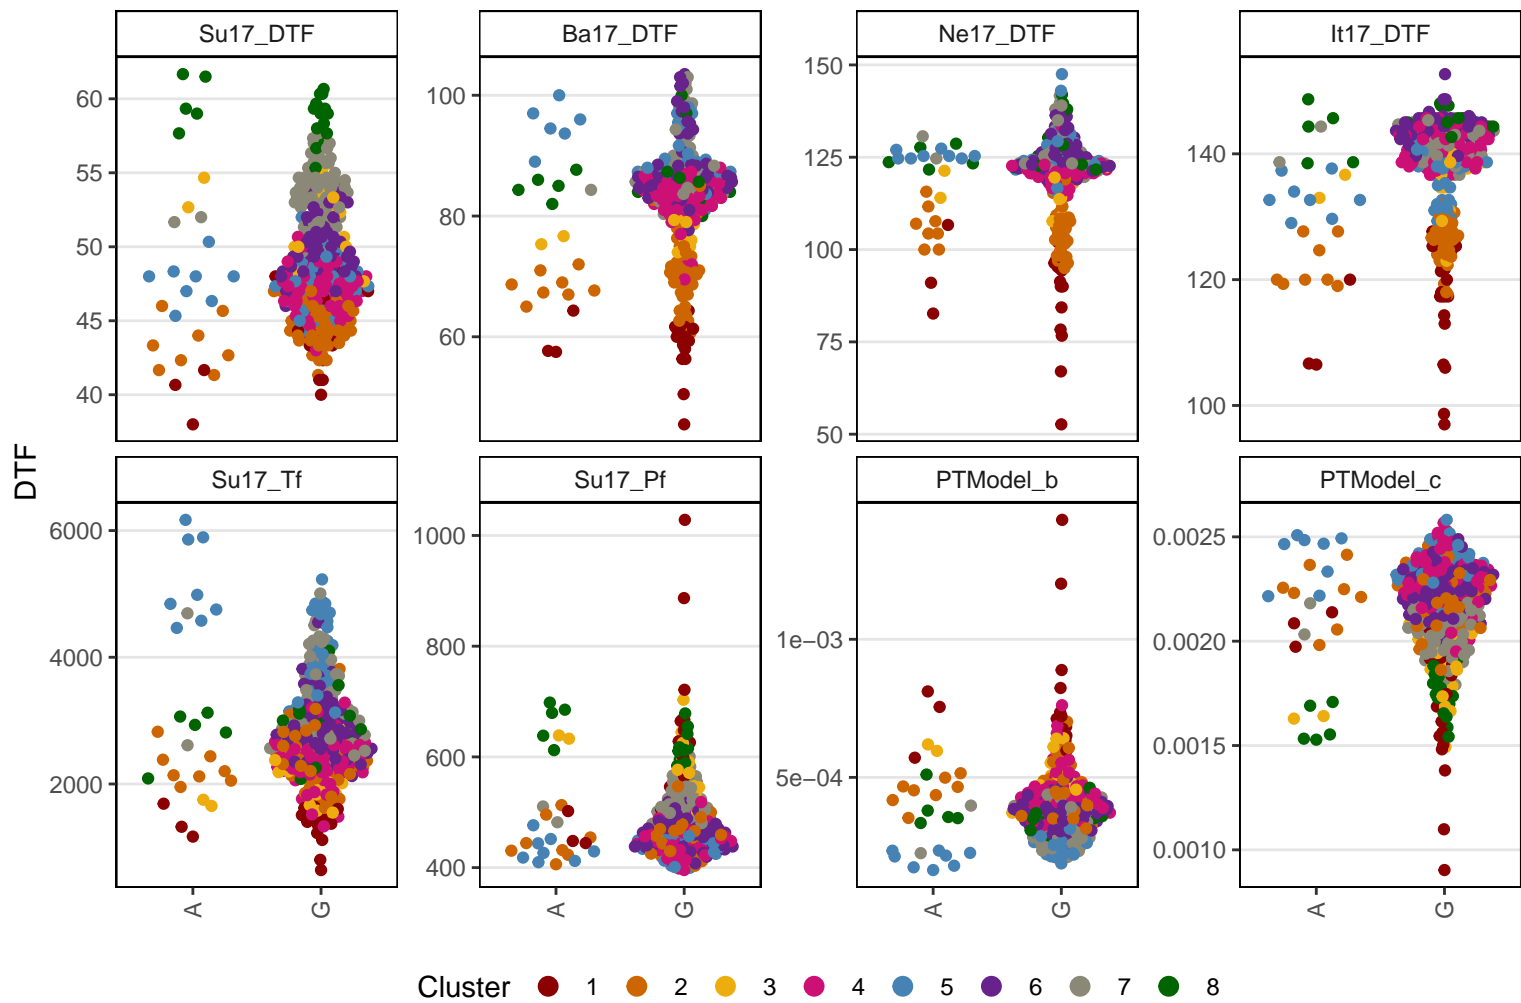 Su17_DTF Ba17_DTF Ne17_DTF It17_DTF
60 55 50 45 40
100 80 60
150 125 100 75 50
140 120 100
DTF
Su17_Tf Su17_Pf PTModel_b PTModel_c
6000 4000 2000
1000 800 600 400
1e−03 5e−04
0.0025 0.0020 0.0015 0.0010
A G A G A G A G
Cluster 1 2 3 4 5 6 7 8